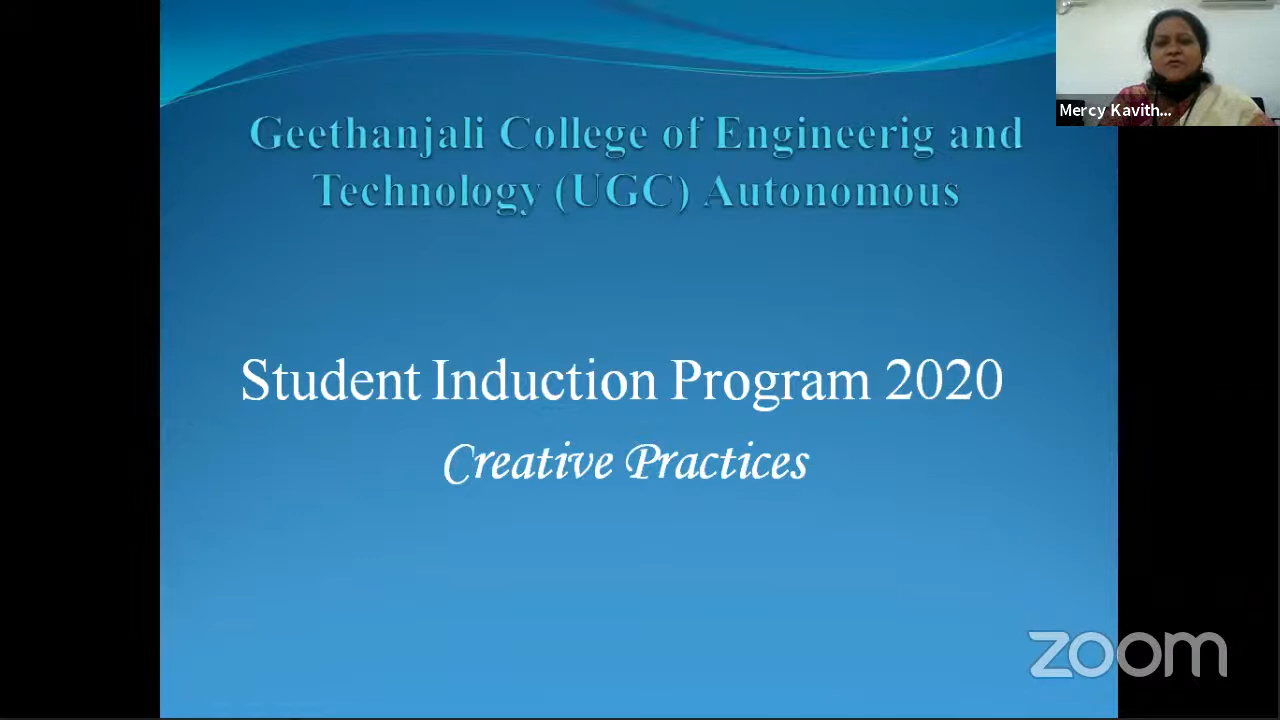 Geethanjali College of Engineerig and
Technology (UGC) Autonomous
Student Induction Program 2020
Creative Practices
Mercy Kavith...
zoom